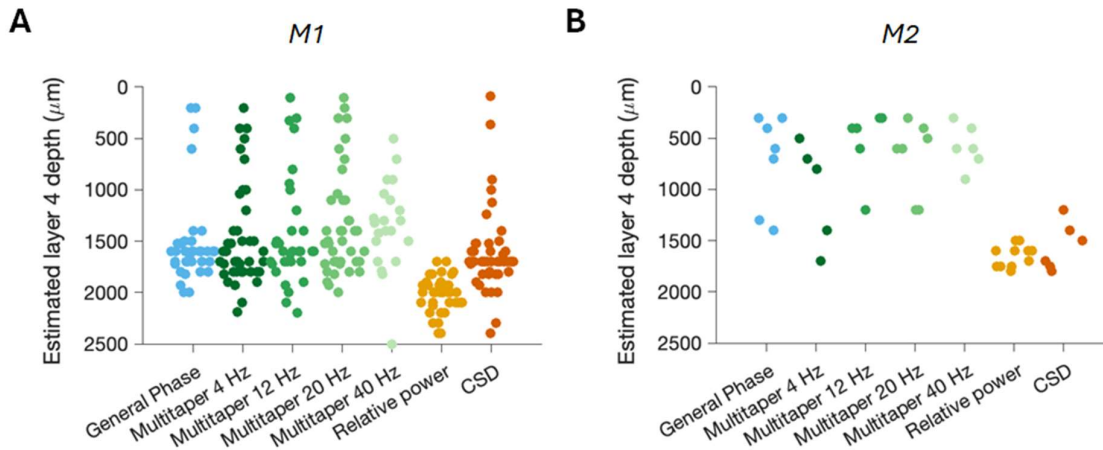 A
M1
Estimated layer 4 depth (μm)
0
500
1000
1500
2000
2500
General Phase
Multitaper 4 Hz
Multitaper 12 Hz
Multitaper 20 Hz
Multitaper 40 Hz
Relative power
CSD
B
M2
Estimated layer 4 depth (μm)
0
500
1000
1500
2000
2500
General Phase
Multitaper 4 Hz
Multitaper 12 Hz
Multitaper 20 Hz
Multitaper 40 Hz
Relative power
CSD